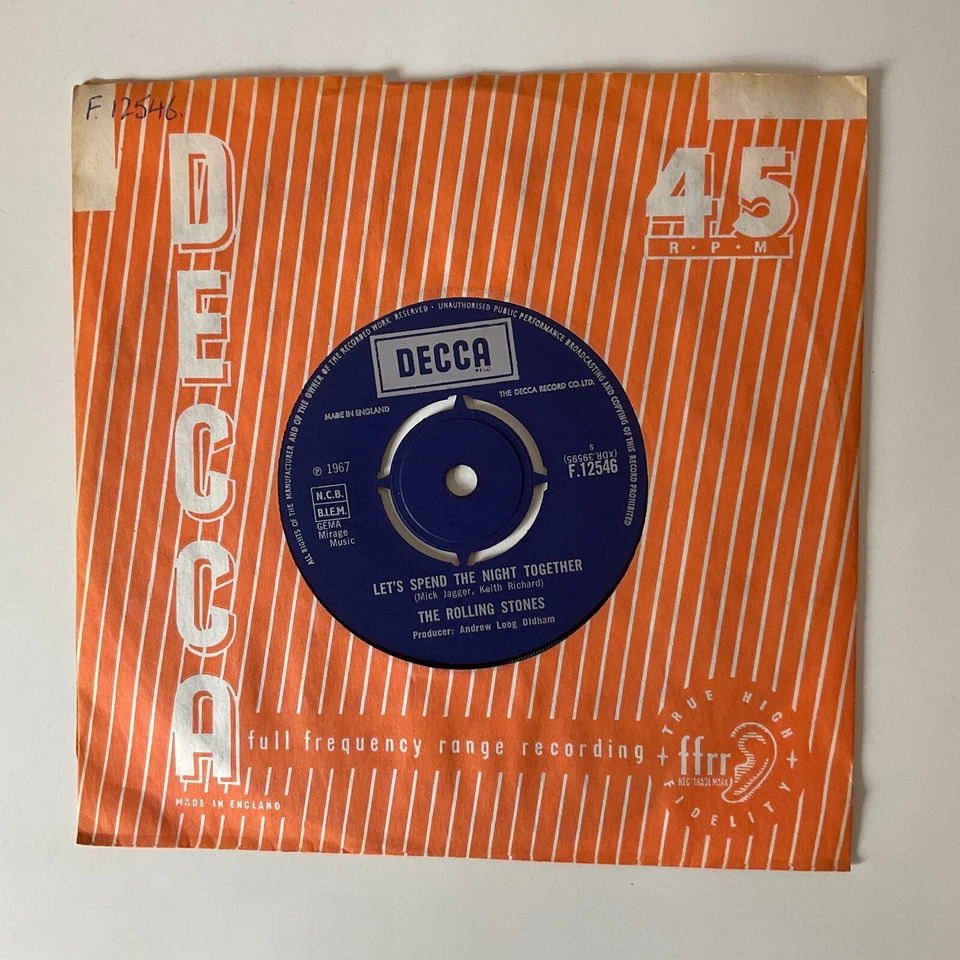 F. 12546.
DECCA
45
R·P·M
ALL RIGHTS OF THE MANUFACTURER AND OF THE OWNER OF THE RECORDED WORK RESERVED · UNAUTHORISED PUBLIC PERFORMANCE BROADCASTING AND COPYING OF THIS RECORD PROHIBITED
DECCA
MADE IN ENGLAND
THE DECCA RECORD CO. LTD.
℗ 1967
N.C.B.
B.I.E.M.
GEMA
Mirage
Music
S
(XDR.39595)
F.12546
LET'S SPEND THE NIGHT TOGETHER
(Mick Jagger, Keith Richard)
THE ROLLING STONES
Producer: Andrew Loog Oldham
full frequency range recording
TRUE HIGH
ffrr
REGᴰ TRADE MARK
FIDELITY
MADE IN ENGLAND